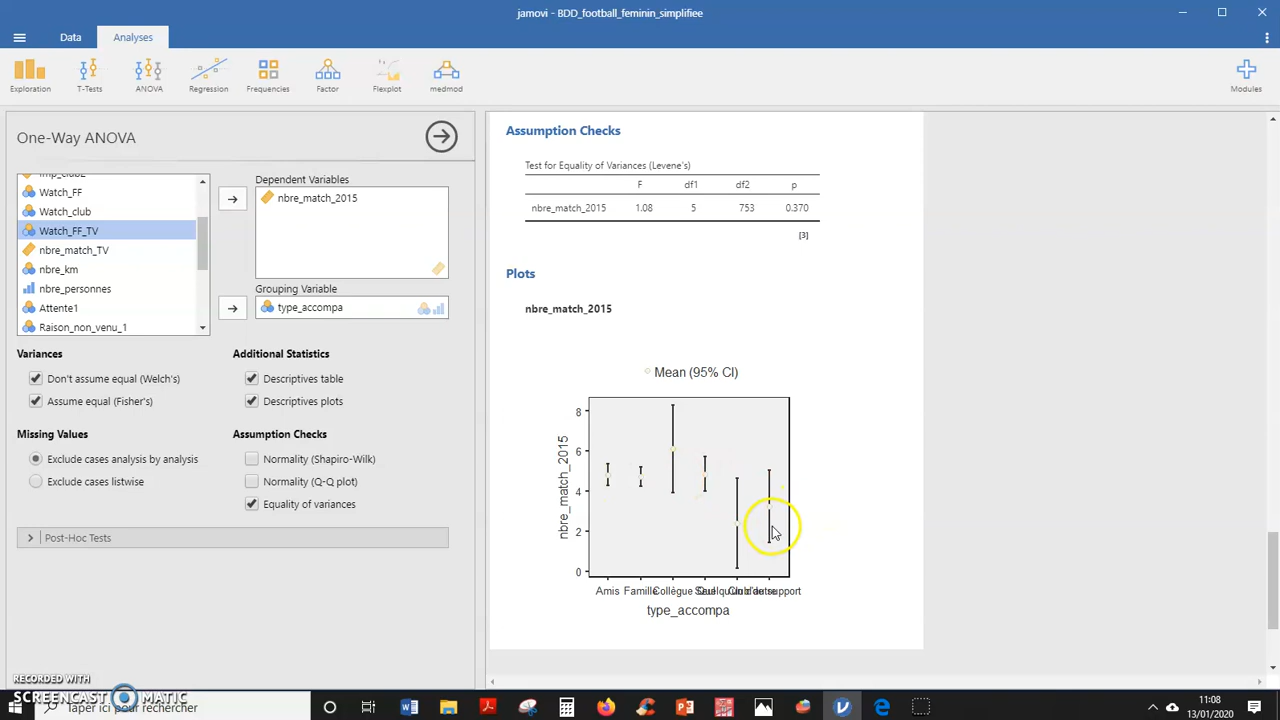 jamovi - BDD_football_feminin_simplifiee
Data
Analyses
Exploration
T-Tests
ANOVA
Regression
Frequencies
Factor
Flexplot
medmod
Modules
One-Way ANOVA
Imp_club2
Watch_FF
Watch_club
Watch_FF_TV
nbre_match_TV
nbre_km
nbre_personnes
Attente1
Raison_non_venu_1
Dependent Variables
nbre_match_2015
Grouping Variable
type_accompa
Variances
Don't assume equal (Welch's)
Assume equal (Fisher's)
Additional Statistics
Descriptives table
Descriptives plots
Missing Values
Exclude cases analysis by analysis
Exclude cases listwise
Assumption Checks
Normality (Shapiro-Wilk)
Normality (Q-Q plot)
Equality of variances
Post-Hoc Tests
Assumption Checks
Test for Equality of Variances (Levene's)
F df1 df2 p
nbre_match_2015 1.08 5 753 0.370
[3]
Plots
nbre_match_2015
Mean (95% CI)
8
6
4
2
0
nbre_match_2015
Amis Famille Collègue Seul
type_accompa
RECORDED WITH
SCREENCAST MATIC
Taper ici pour rechercher
11:08
13/01/2020